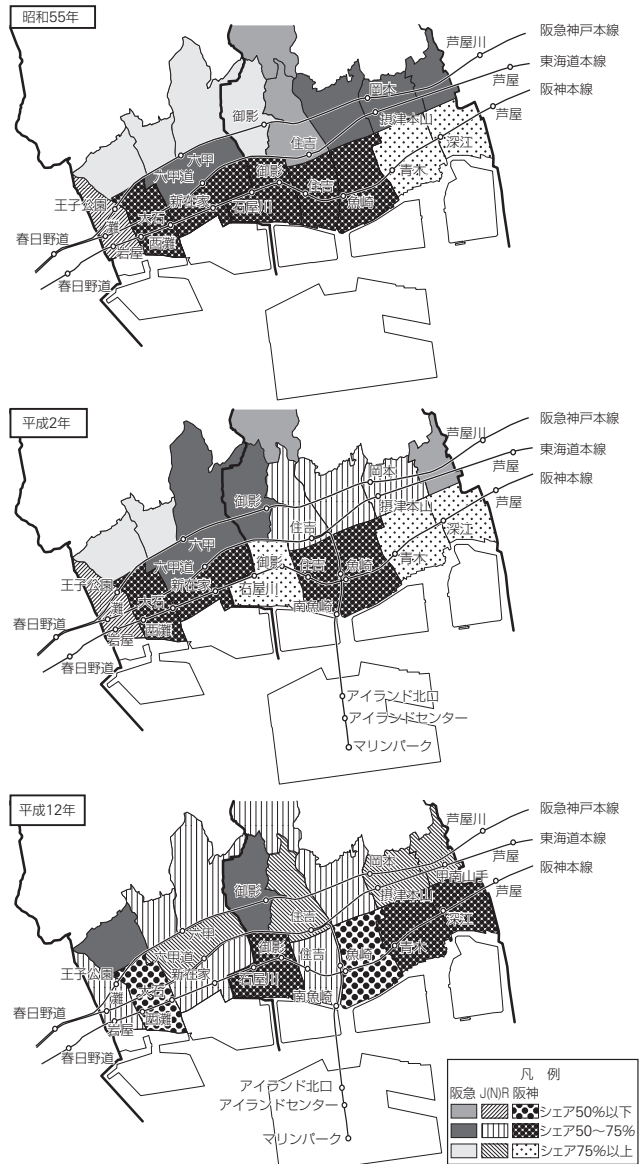 昭和55年
阪急神戸本線
芦屋川
東海道本線
芦屋
岡本
阪神本線
摂津本山
芦屋
御影
住吉
深江
六甲
青木
御影
六甲道
住吉
新在家
魚崎
王子公園
石屋川
大石
灘
西灘
春日野道
岩屋
春日野道
平成2年
阪急神戸本線
芦屋川
東海道本線
芦屋
岡本
阪神本線
摂津本山
芦屋
御影
住吉
深江
六甲
青木
御影
六甲道
住吉
新在家
魚崎
王子公園
石屋川
大石
灘
南魚崎
西灘
春日野道
岩屋
春日野道
アイランド北口
アイランドセンター
マリンパーク
平成12年
阪急神戸本線
芦屋川
東海道本線
芦屋
岡本
阪神本線
甲南山手
摂津本山
芦屋
御影
住吉
深江
六甲
魚崎
青木
御影
六甲道
住吉
新在家
王子公園
石屋川
大石
灘
南魚崎
西灘
春日野道
岩屋
春日野道
アイランド北口
アイランドセンター
マリンパーク
凡 例
阪急 J(N)R 阪神
シェア50%以下
シェア50～75%
シェア75%以上